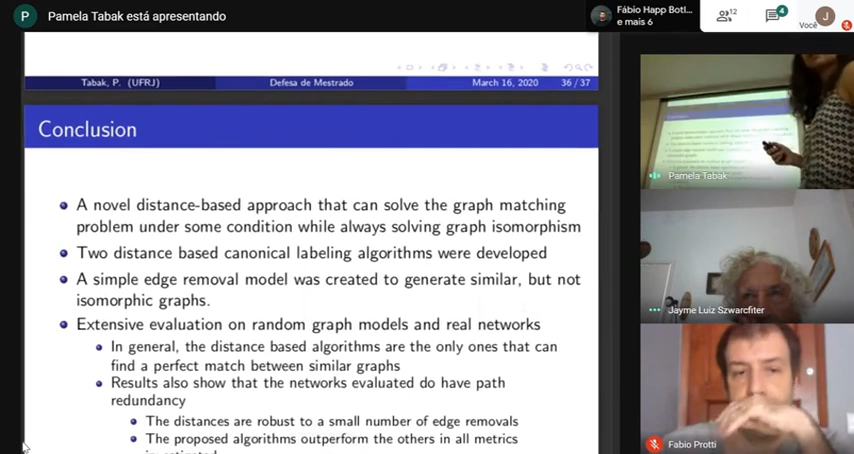 P
Pamela Tabak está apresentando
Fábio Happ Botl...
e mais 6
12
4
Você
J
Tabak, P. (UFRJ)
Defesa de Mestrado
March 16, 2020
36 / 37
Conclusion
A novel distance-based approach that can solve the graph matching
problem under some condition while always solving graph isomorphism
Two distance based canonical labeling algorithms were developed
A simple edge removal model was created to generate similar, but not
isomorphic graphs.
Extensive evaluation on random graph models and real networks
In general, the distance based algorithms are the only ones that can
find a perfect match between similar graphs
Results also show that the networks evaluated do have path
redundancy
The distances are robust to a small number of edge removals
The proposed algorithms outperform the others in all metrics
Pamela Tabak
Jayme Luiz Szwarcfiter
Fabio Protti